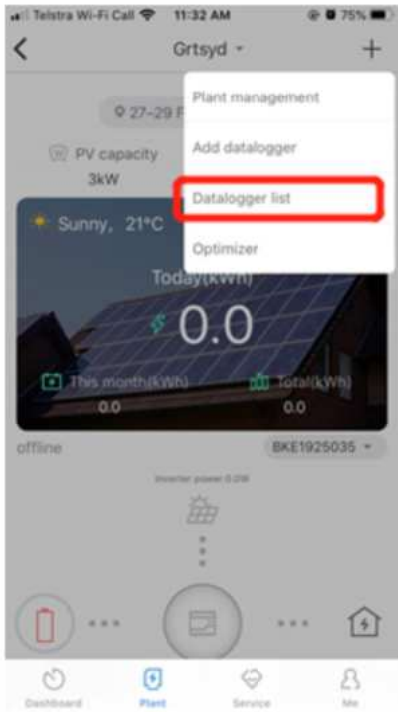 Telstra Wi-Fi Call 11:32 AM 75%
Grtsyd
Plant management
27-29 F
Add datalogger
PV capacity
3kW
Datalogger list
Sunny, 21°C
Optimizer
Today(kWh)
0.0
This month(kWh) Total(kWh)
0.0 0.0
offline BKE1925035
Inverter power 0.0W
Dashboard Plant Service Me